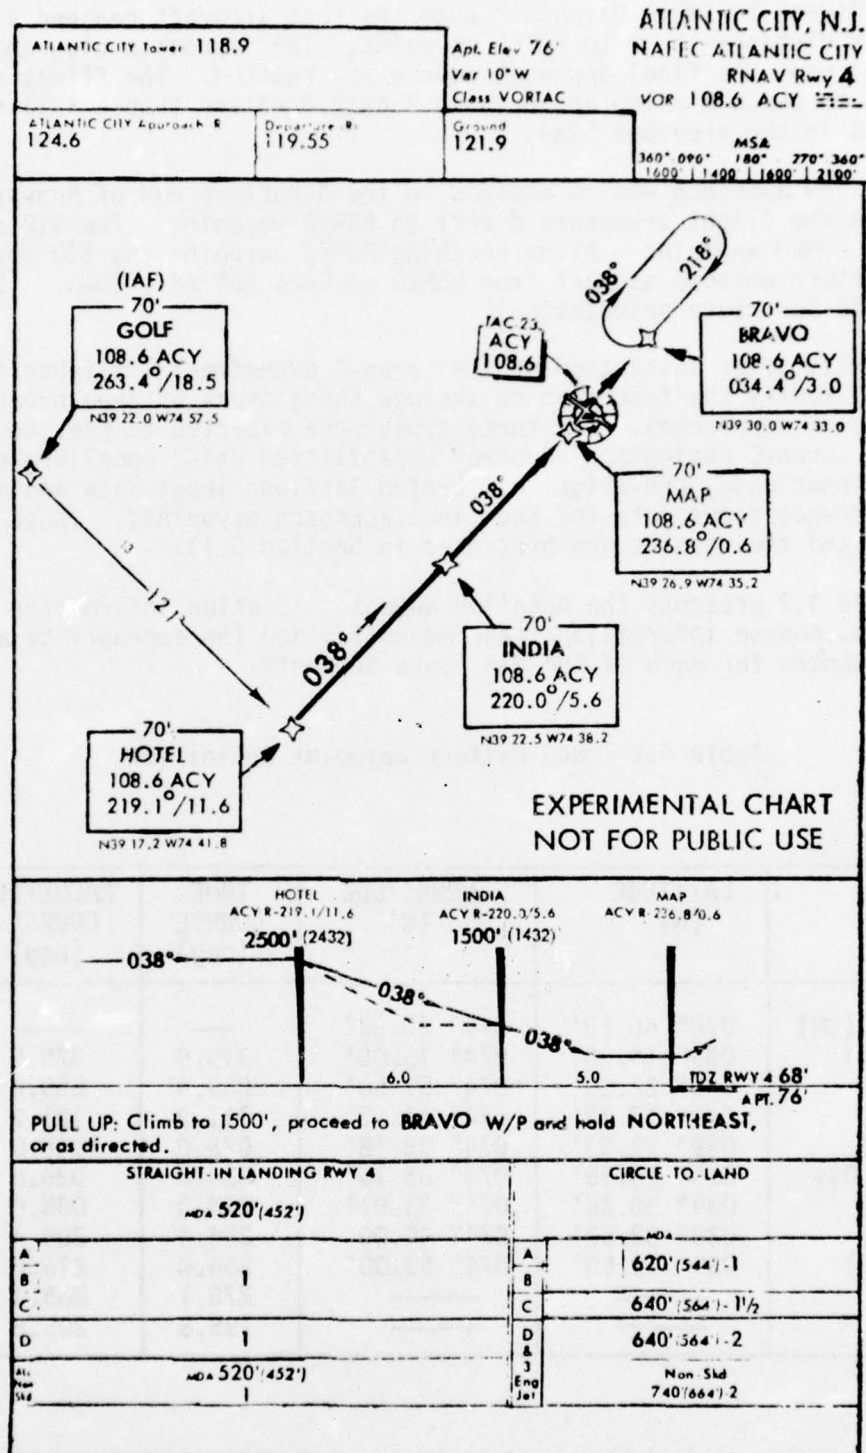 ATLANTIC CITY, N.J.
NAFEC ATLANTIC CITY
RNAV Rwy 4
VOR 108.6 ACY
ATLANTIC CITY Tower 118.9
Apt. Elev 76'
Var 10°W
Class VORTAC
ATLANTIC CITY Approach R
124.6
Departure R
119.55
Ground
121.9
MSA
360° 090° 180° 270° 360°
1600' 1400 1600' 2100'
(IAF)
70'
GOLF
108.6 ACY
263.4°/18.5
N39 22.0 W74 57.5
038°
218°
TAC-23
ACY
108.6
70'
BRAVO
108.6 ACY
034.4°/3.0
N39 30.0 W74 33.0
70'
MAP
108.6 ACY
236.8°/0.6
N39 26.9 W74 35.2
038°
038°
70'
INDIA
108.6 ACY
220.0°/5.6
N39 22.5 W74 38.2
70'
HOTEL
108.6 ACY
219.1°/11.6
N39 17.2 W74 41.8
EXPERIMENTAL CHART
NOT FOR PUBLIC USE
HOTEL
ACY R-219.1/11.6
2500' (2432)
INDIA
ACY R-220.0/5.6
1500' (1432)
MAP
ACY R-236.8/0.6
038°
038°
038°
6.0
5.0
TDZ RWY 4 68'
APT. 76'
PULL UP: Climb to 1500', proceed to BRAVO W/P and hold NORTHEAST,
or as directed.
STRAIGHT-IN LANDING RWY 4
CIRCLE-TO-LAND
MDA 520'(452')
MDA
A
B
C
1
D
1
All
Non
Skd
MDA 520'(452')
1
A
B
620'(544')-1
C
640'(564')-1½
D
&
3
Eng
Jet
640'(564')-2
Non-Skd
740'(664')-2